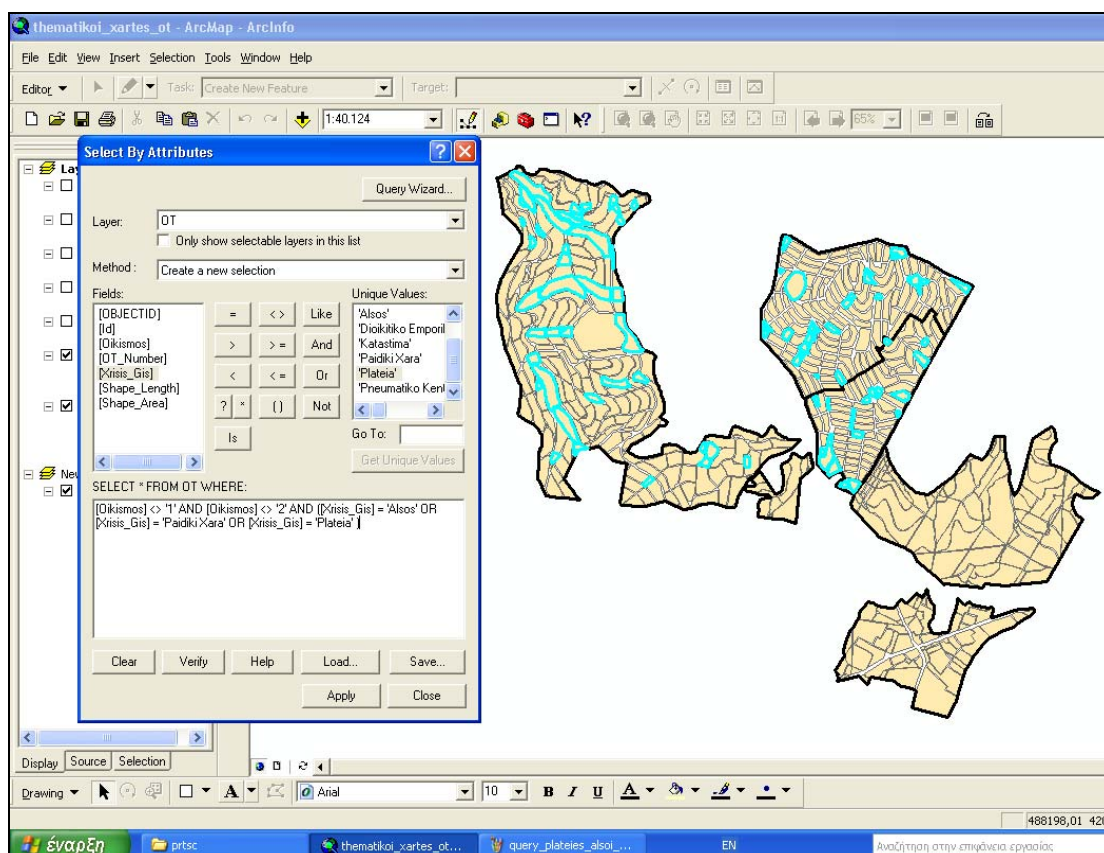 thematikoi_xartes_ot - ArcMap - ArcInfo
File Edit View Insert Selection Tools Window Help
Editor Task: Create New Feature Target:
1:40.124 65%
Select By Attributes
Query Wizard...
Layer: OT
Only show selectable layers in this list
Method : Create a new selection
Fields: Unique Values:
[OBJECTID]
[Id]
[Oikismos]
[OT_Number]
[Xrisis_Gis]
[Shape_Length]
[Shape_Area]
= < > Like
> > = And
< < = Or
? * ( ) Not
Is
'Alsos'
'Dioikitiko Emporil
'Katastima'
'Paidiki Xara'
'Plateia'
'Pneumatiko Kent
Go To:
Get Unique Values
SELECT * FROM OT WHERE:
[Oikismos] <> '1' AND [Oikismos] <> '2' AND ([Xrisis_Gis] = 'Alsos' OR
[Xrisis_Gis] = 'Paidiki Xara' OR [Xrisis_Gis] = 'Plateia' )
Clear Verify Help Load... Save...
Apply Close
Lay
New
Display Source Selection
Drawing A Arial 10 B I U A
488198,01 420
έναρξη prtsc thematikoi_xartes_ot... query_plateies_alsoi_... EN Αναζήτηση στην επιφάνεια εργασίας